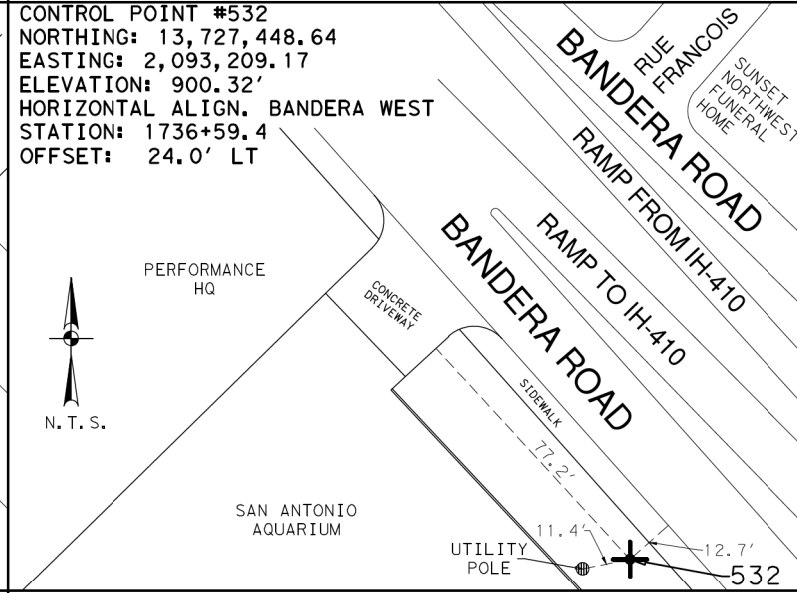 CONTROL POINT #532
NORTHING: 13,727,448.64
EASTING: 2,093,209.17
ELEVATION: 900.32'
HORIZONTAL ALIGN. BANDERA WEST
STATION: 1736+59.4
OFFSET: 24.0' LT
RUE
FRANCOIS
SUNSET
NORTHWEST
FUNERAL
HOME
BANDERA ROAD
RAMP FROM IH-410
RAMP TO IH-410
BANDERA ROAD
PERFORMANCE
HQ
CONCRETE
DRIVEWAY
N.T.S.
SIDEWALK
77.2'
SAN ANTONIO
AQUARIUM
11.4'
12.7'
UTILITY
POLE
532